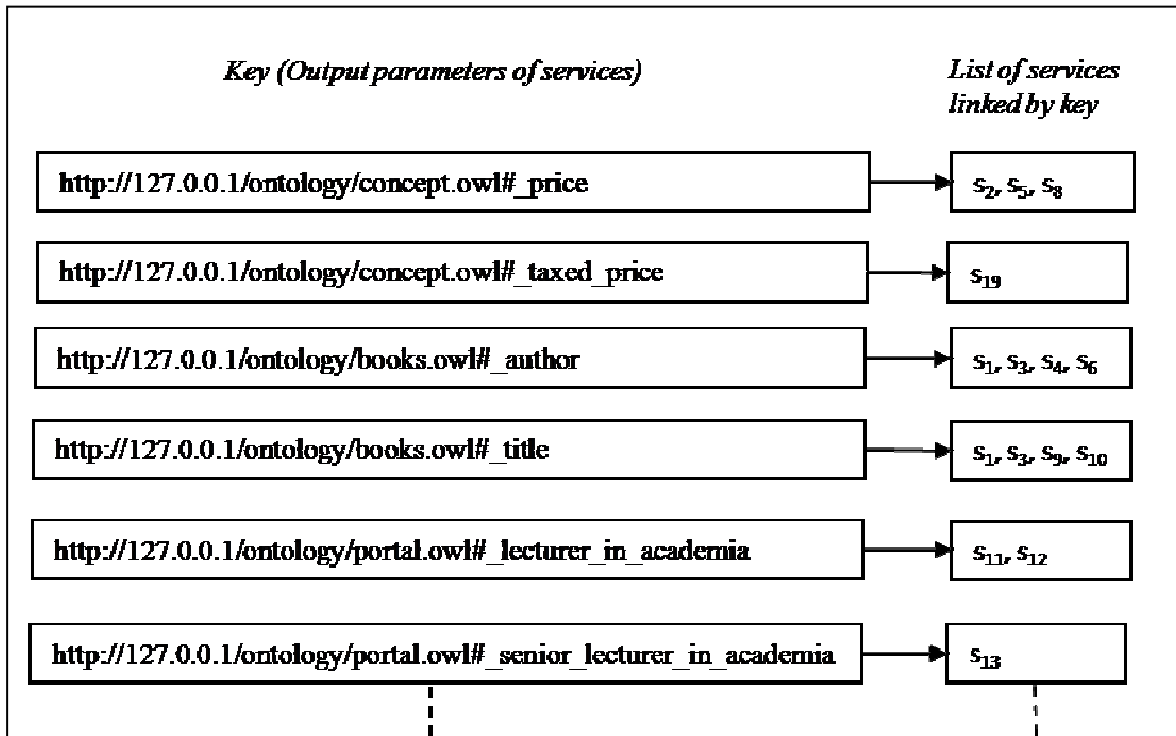 Key (Output parameters of services)
List of services
linked by key
http://127.0.0.1/ontology/concept.owl#_price
s₂, s₅, s₈
http://127.0.0.1/ontology/concept.owl#_taxed_price
s₁₉
http://127.0.0.1/ontology/books.owl#_author
s₁, s₃, s₄, s₆
http://127.0.0.1/ontology/books.owl#_title
s₁, s₃, s₉, s₁₀
http://127.0.0.1/ontology/portal.owl#_lecturer_in_academia
s₁₁, s₁₂
http://127.0.0.1/ontology/portal.owl#_senior_lecturer_in_academia
s₁₃